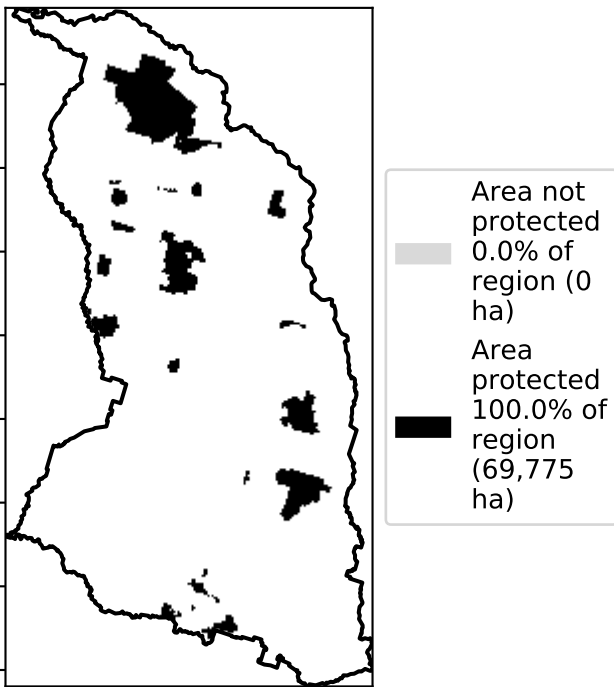 Area not
protected
0.0% of
region (0
ha)
Area
protected
100.0% of
region
(69,775
ha)